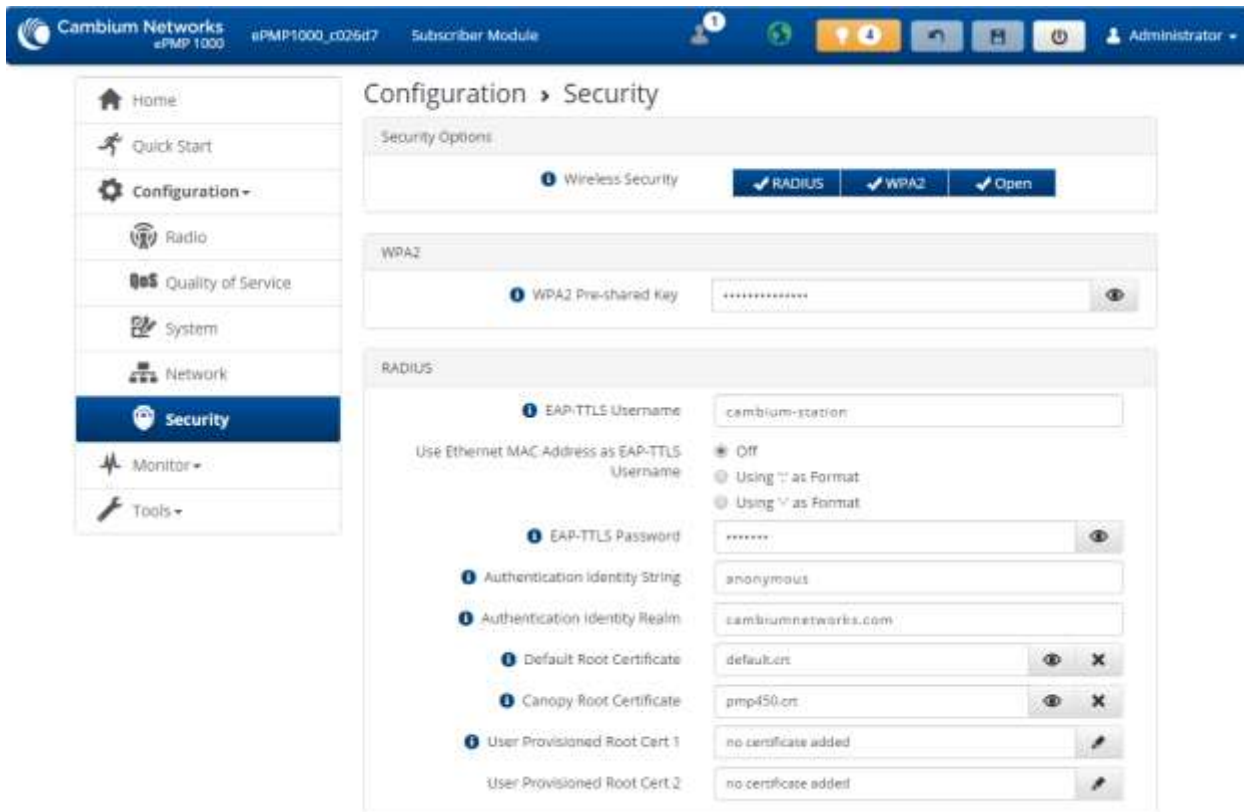 Cambium Networks
ePMP 1000
ePMP1000_c026d7
Subscriber Module
1
4
Administrator
Home
Quick Start
Configuration
Radio
QoS Quality of Service
System
Network
Security
Monitor
Tools
Configuration › Security
Security Options
Wireless Security
RADIUS
WPA2
Open
WPA2
WPA2 Pre-shared Key
••••••••••••••
RADIUS
EAP-TTLS Username
cambium-station
Use Ethernet MAC Address as EAP-TTLS
Username
Off
Using ':' as Format
Using '-' as Format
EAP-TTLS Password
•••••••
Authentication Identity String
anonymous
Authentication Identity Realm
cambiumnetworks.com
Default Root Certificate
default.crt
Canopy Root Certificate
pmp450.crt
User Provisioned Root Cert 1
no certificate added
User Provisioned Root Cert 2
no certificate added